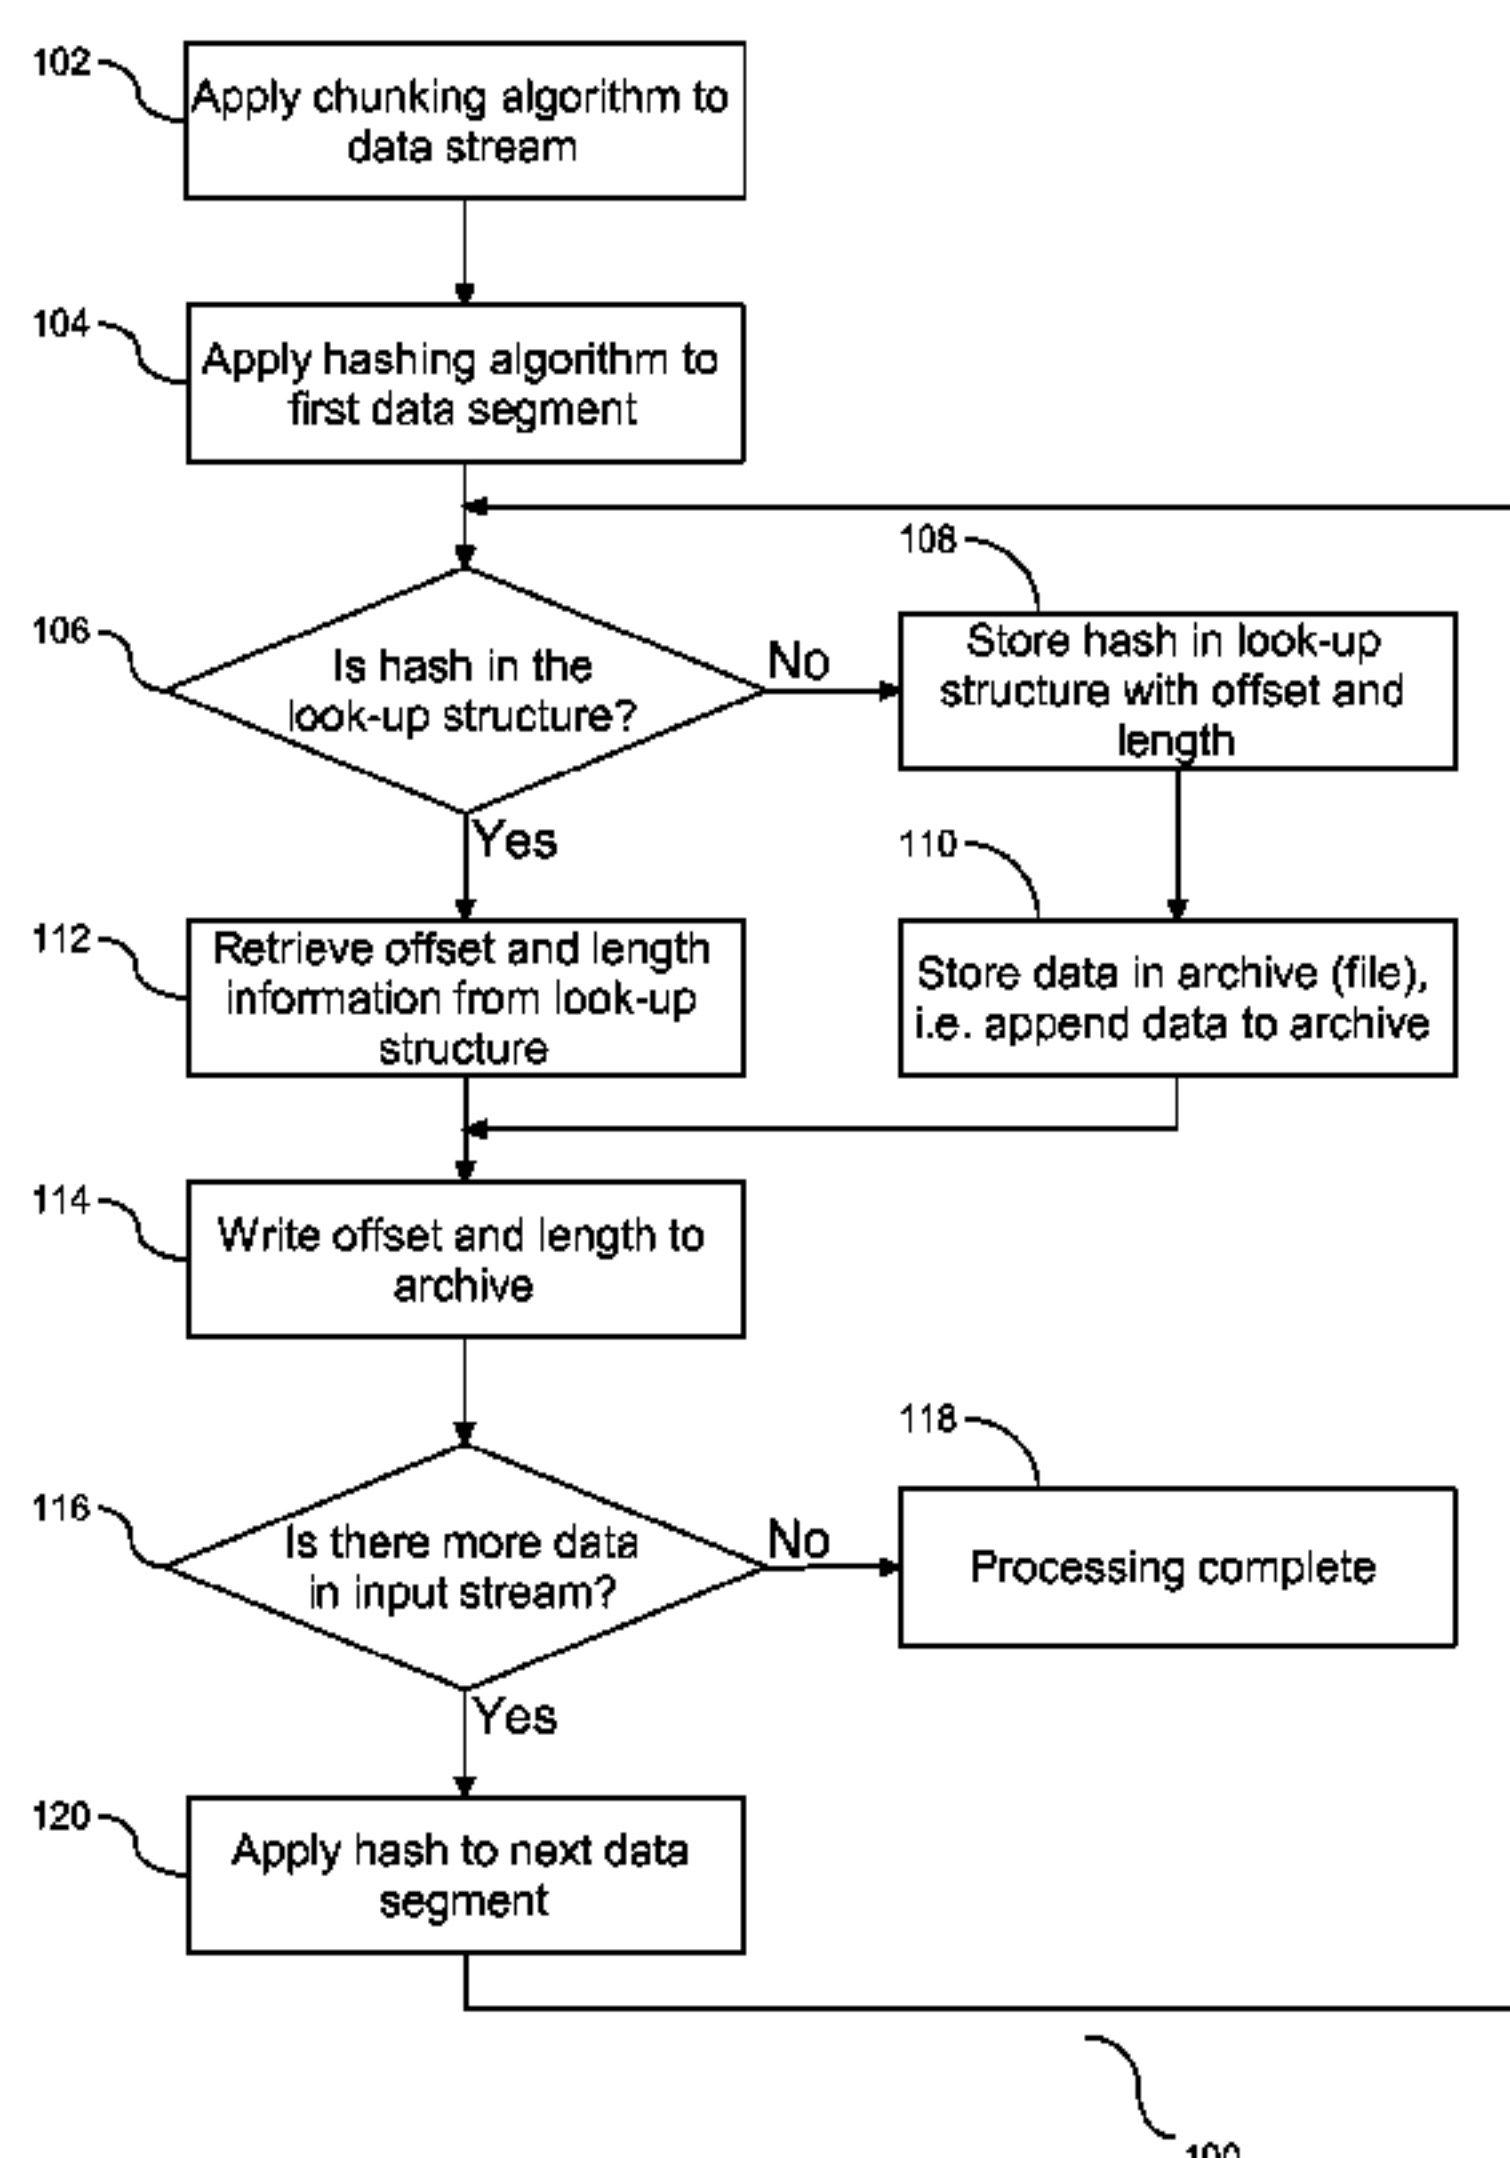 102
Apply chunking algorithm to
data stream
104
Apply hashing algorithm to
first data segment
106
Is hash in the
look-up structure?
No
108
Store hash in look-up
structure with offset and
length
Yes
110
112
Retrieve offset and length
information from look-up
structure
Store data in archive (file),
i.e. append data to archive
114
Write offset and length to
archive
116
Is there more data
in input stream?
No
118
Processing complete
Yes
120
Apply hash to next data
segment